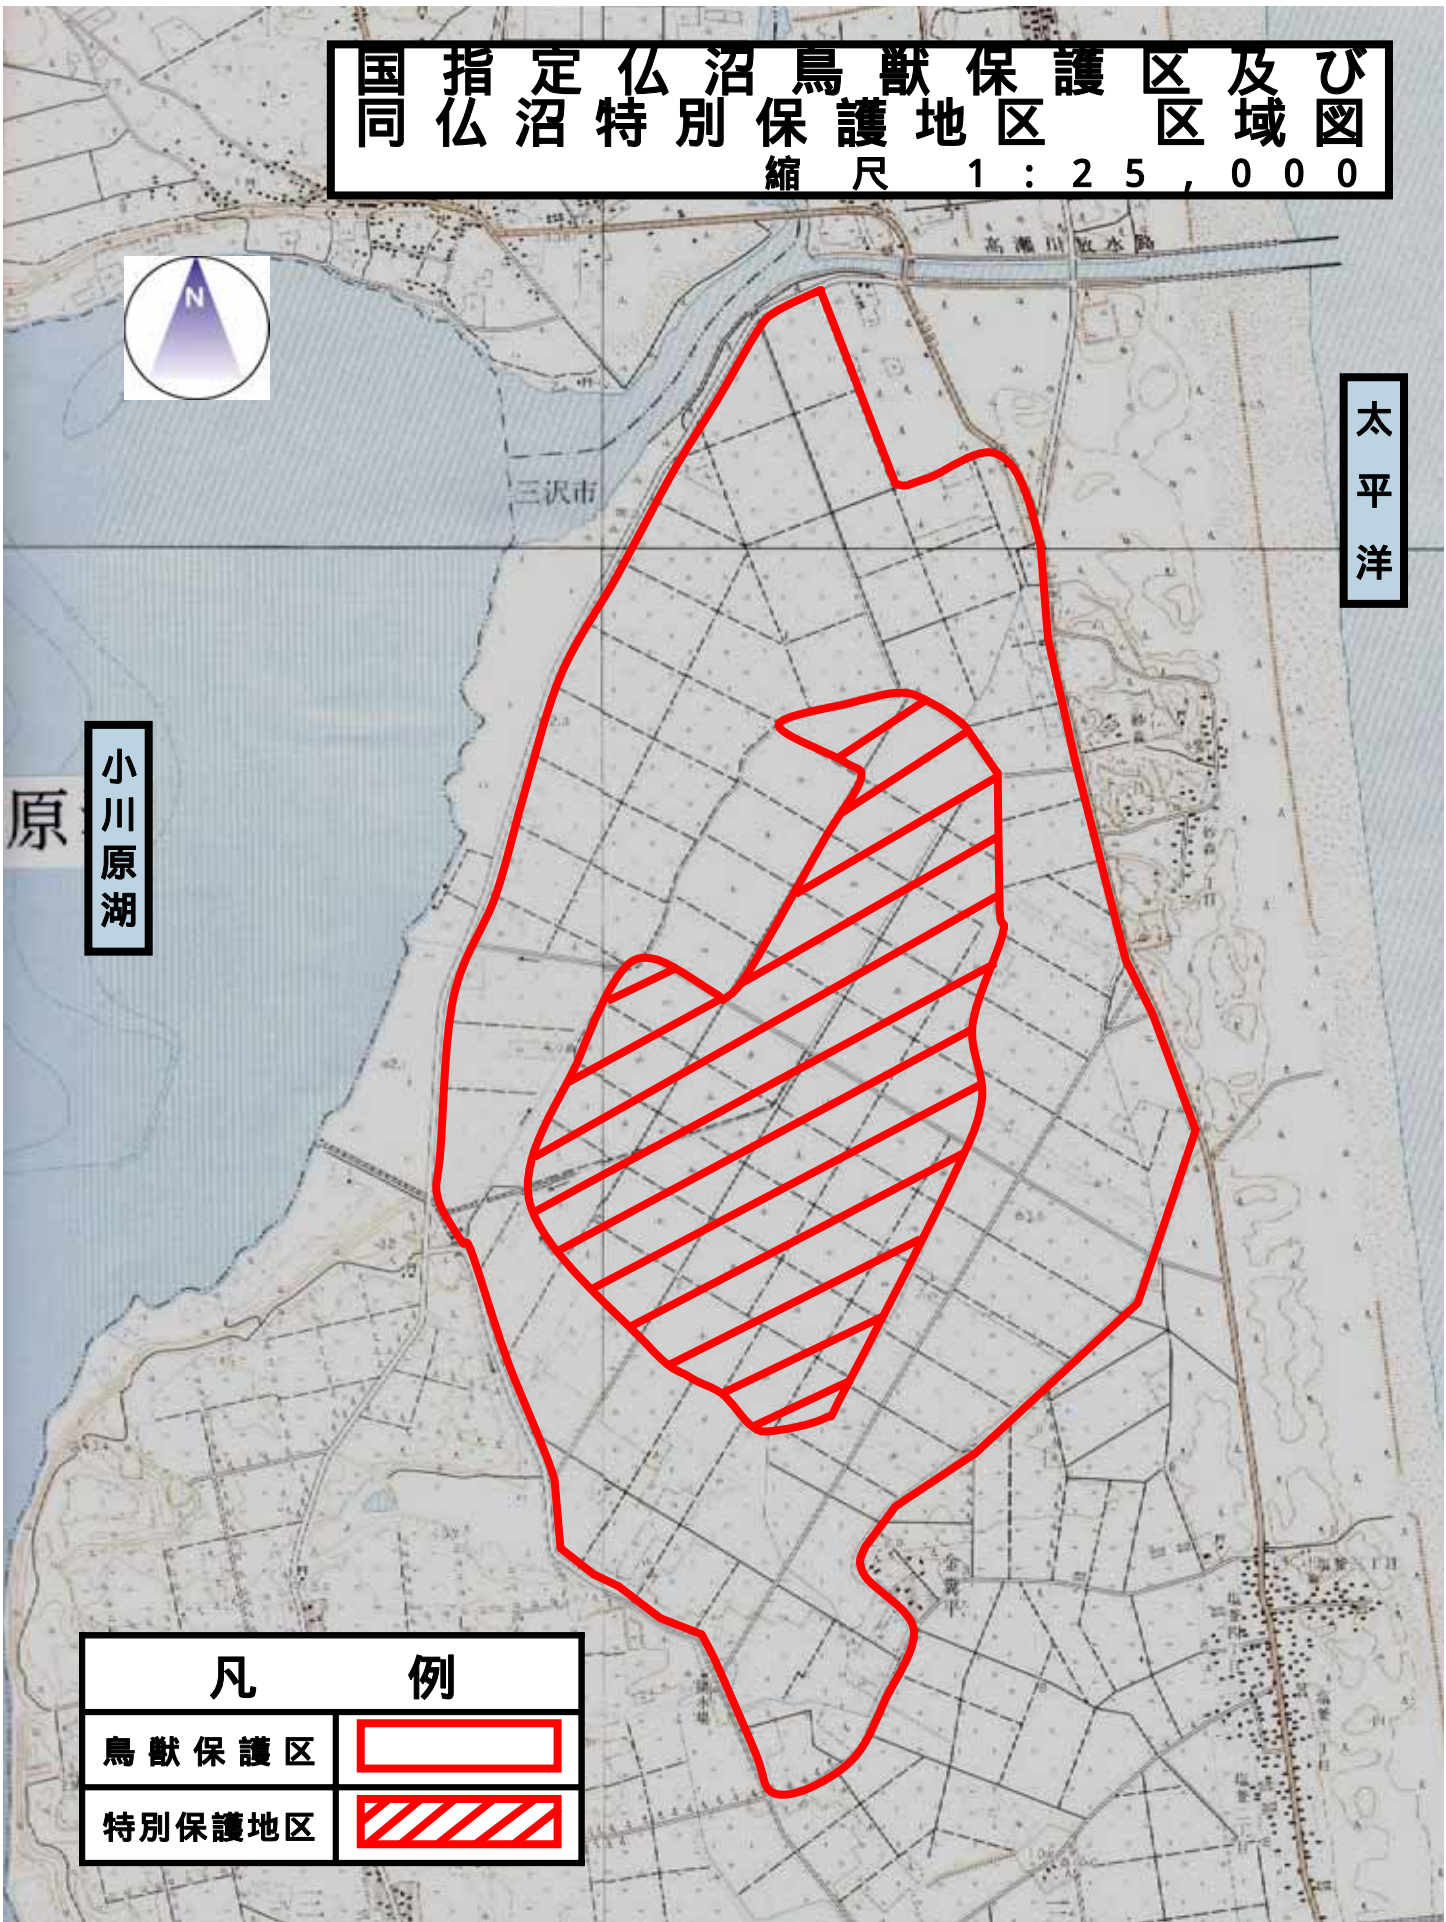 国指定仏沼鳥獣保護区及び
同仏沼特別保護地区　区域図
縮尺　1:25,000
高瀬川放水路
N
太平洋
三沢市
小川原湖
原
凡例
鳥獣保護区
特別保護地区